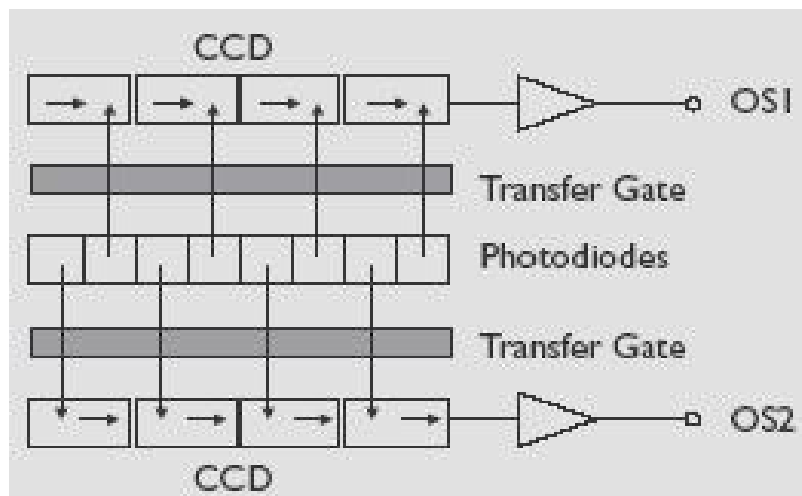 CCD
OS1
Transfer Gate
Photodiodes
Transfer Gate
OS2
CCD